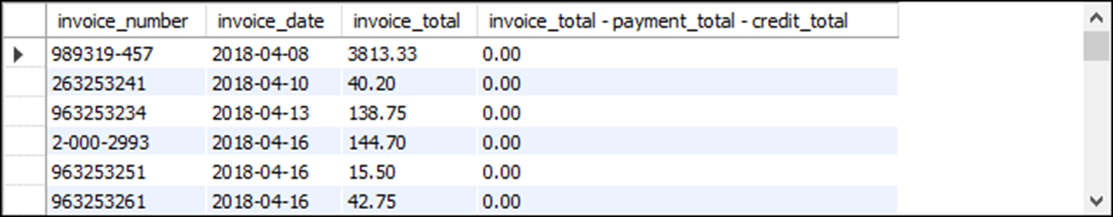 invoice_number invoice_date invoice_total invoice_total - payment_total - credit_total
989319-457 2018-04-08 3813.33 0.00
263253241 2018-04-10 40.20 0.00
963253234 2018-04-13 138.75 0.00
2-000-2993 2018-04-16 144.70 0.00
963253251 2018-04-16 15.50 0.00
963253261 2018-04-16 42.75 0.00